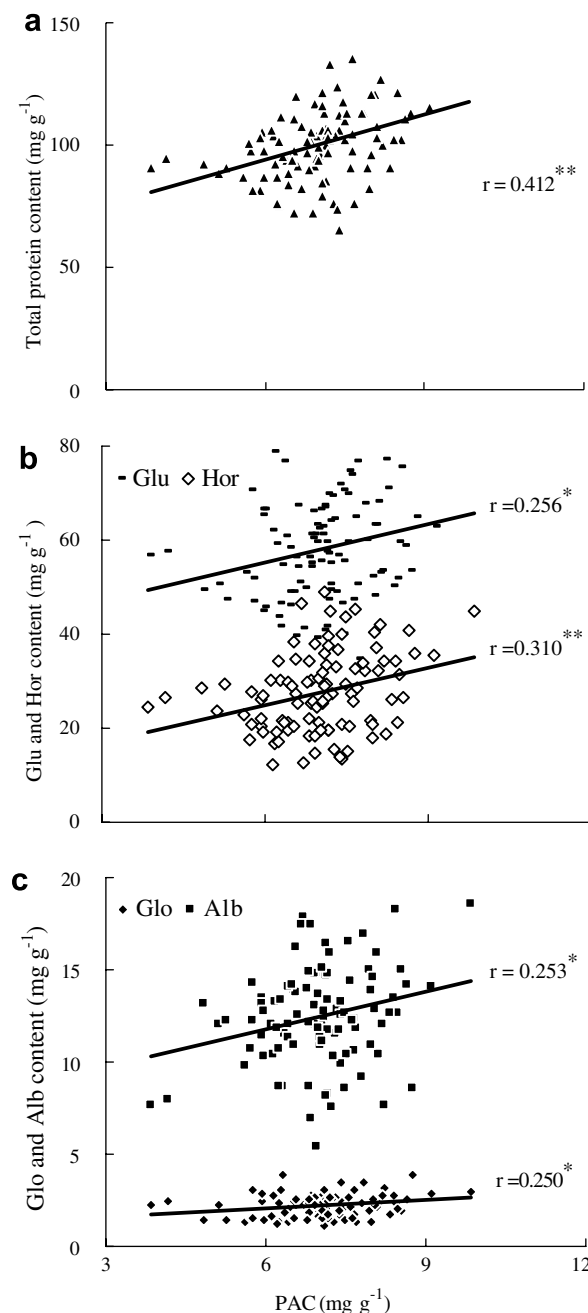 a
150
100
50
0
Total protein content (mg g⁻¹)
r = 0.412**
b
80
60
40
20
0
Glu and Hor content (mg g⁻¹)
Glu Hor
r =0.256*
r =0.310**
c
20
15
10
5
0
Glo and Alb content (mg g⁻¹)
Glo Alb
r =0.253*
r =0.250*
3 6 9 12
PAC (mg g⁻¹)